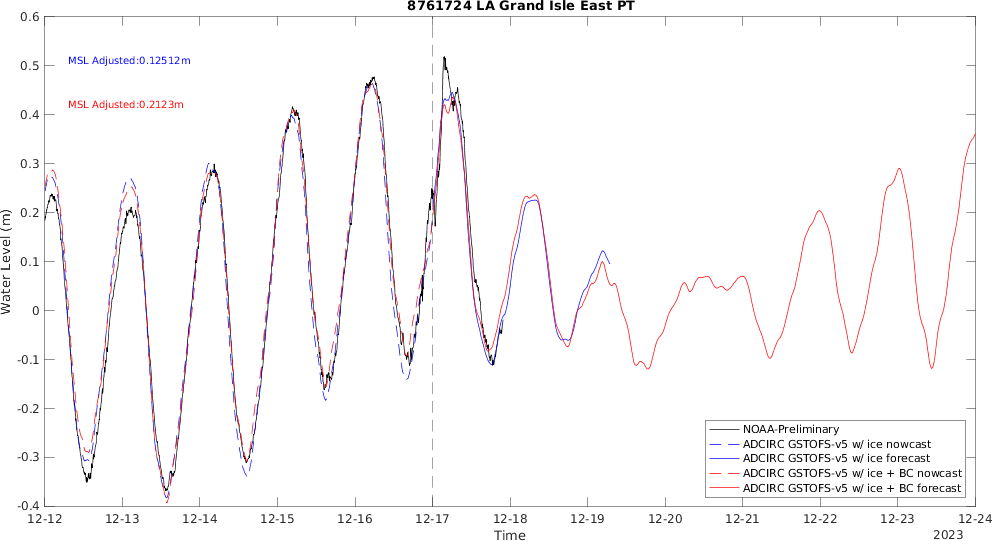 8761724 LA Grand Isle East PT
0.6
0.5
0.4
0.3
0.2
0.1
0
-0.1
-0.2
-0.3
-0.4
Water Level (m)
MSL Adjusted:0.12512m
MSL Adjusted:0.2123m
NOAA-Preliminary
ADCIRC GSTOFS-v5 w/ ice nowcast
ADCIRC GSTOFS-v5 w/ ice forecast
ADCIRC GSTOFS-v5 w/ice + BC nowcast
ADCIRC GSTOFS-v5 w/ice + BC forecast
12-12 12-13 12-14 12-15 12-16 12-17 12-18 12-19 12-20 12-21 12-22 12-23 12-24
Time
2023